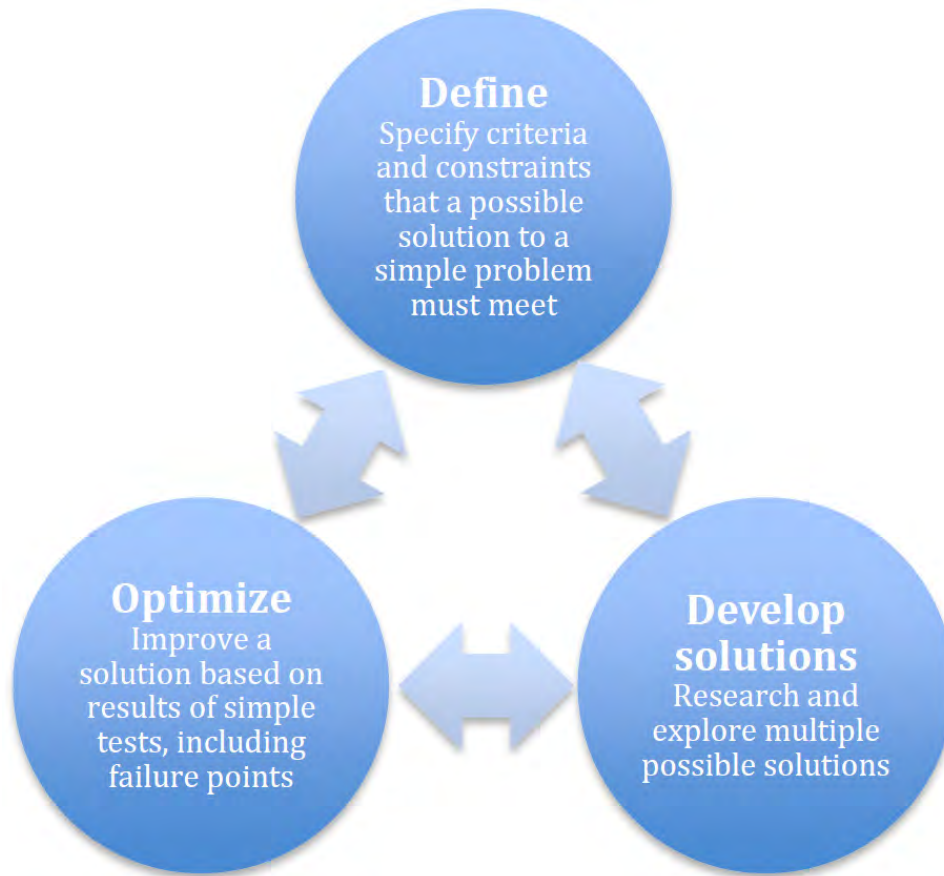 Define
Specify criteria
and constraints
that a possible
solution to a
simple problem
must meet
Optimize
Improve a
solution based on
results of simple
tests, including
failure points
Develop
solutions
Research and
explore multiple
possible solutions